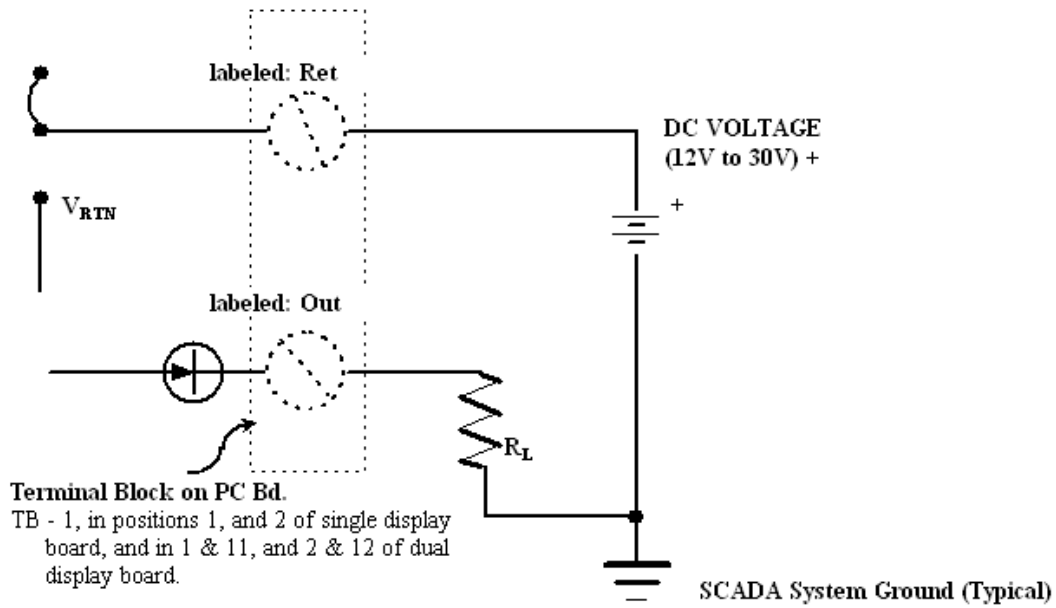 labeled: Ret
DC VOLTAGE
(12V to 30V) +
+
VRTN
labeled: Out
RL
Terminal Block on PC Bd.
TB - 1, in positions 1, and 2 of single display
board, and in 1 & 11, and 2 & 12 of dual
display board.
SCADA System Ground (Typical)